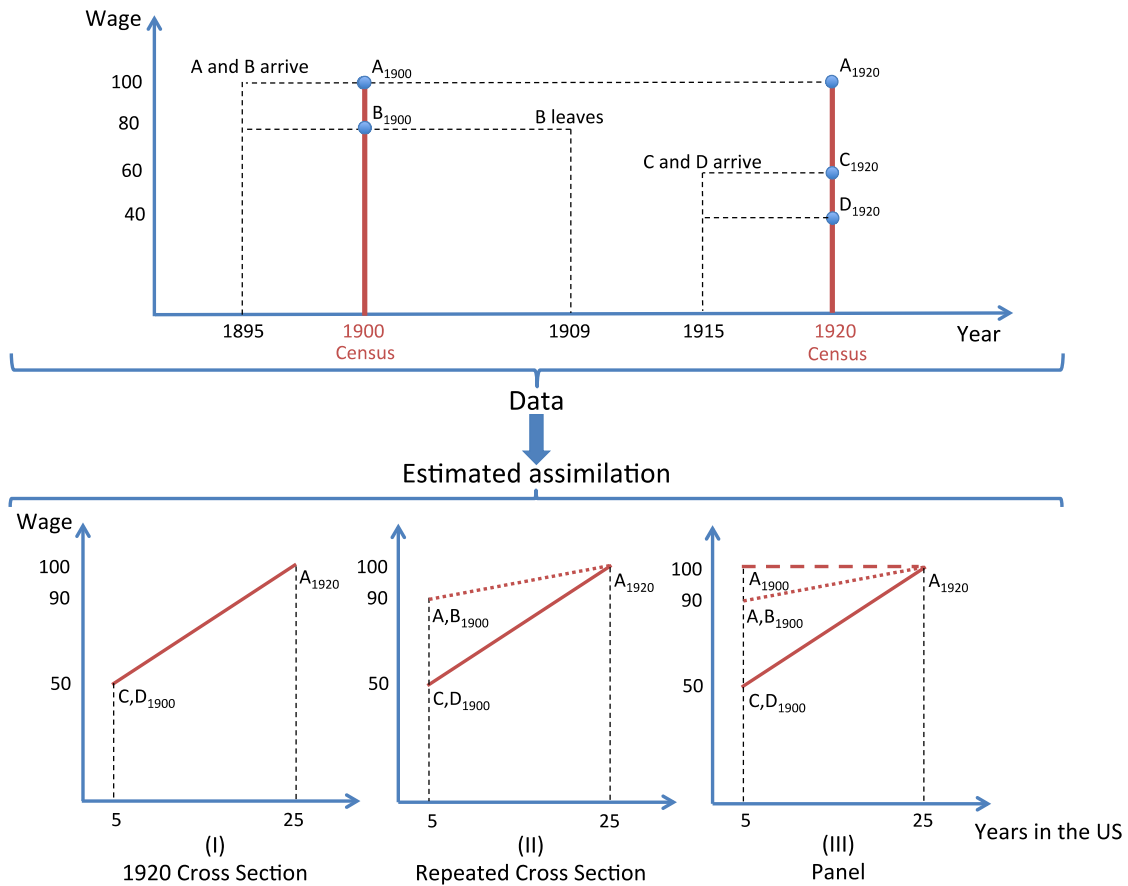 Wage
A and B arrive
A1900
A1920
100
B1900
B leaves
80
C and D arrive
C1920
60
D1920
40
1895
1900
Census
1909
1915
1920
Census
Year
Data
Estimated assimilation
Wage
100
A1920
90
50
C,D1900
5
25
(I)
1920 Cross Section
100
A1920
90
A,B1900
50
C,D1900
5
25
(II)
Repeated Cross Section
100
A1900
A1920
90
A,B1900
50
C,D1900
5
25
Years in the US
(III)
Panel